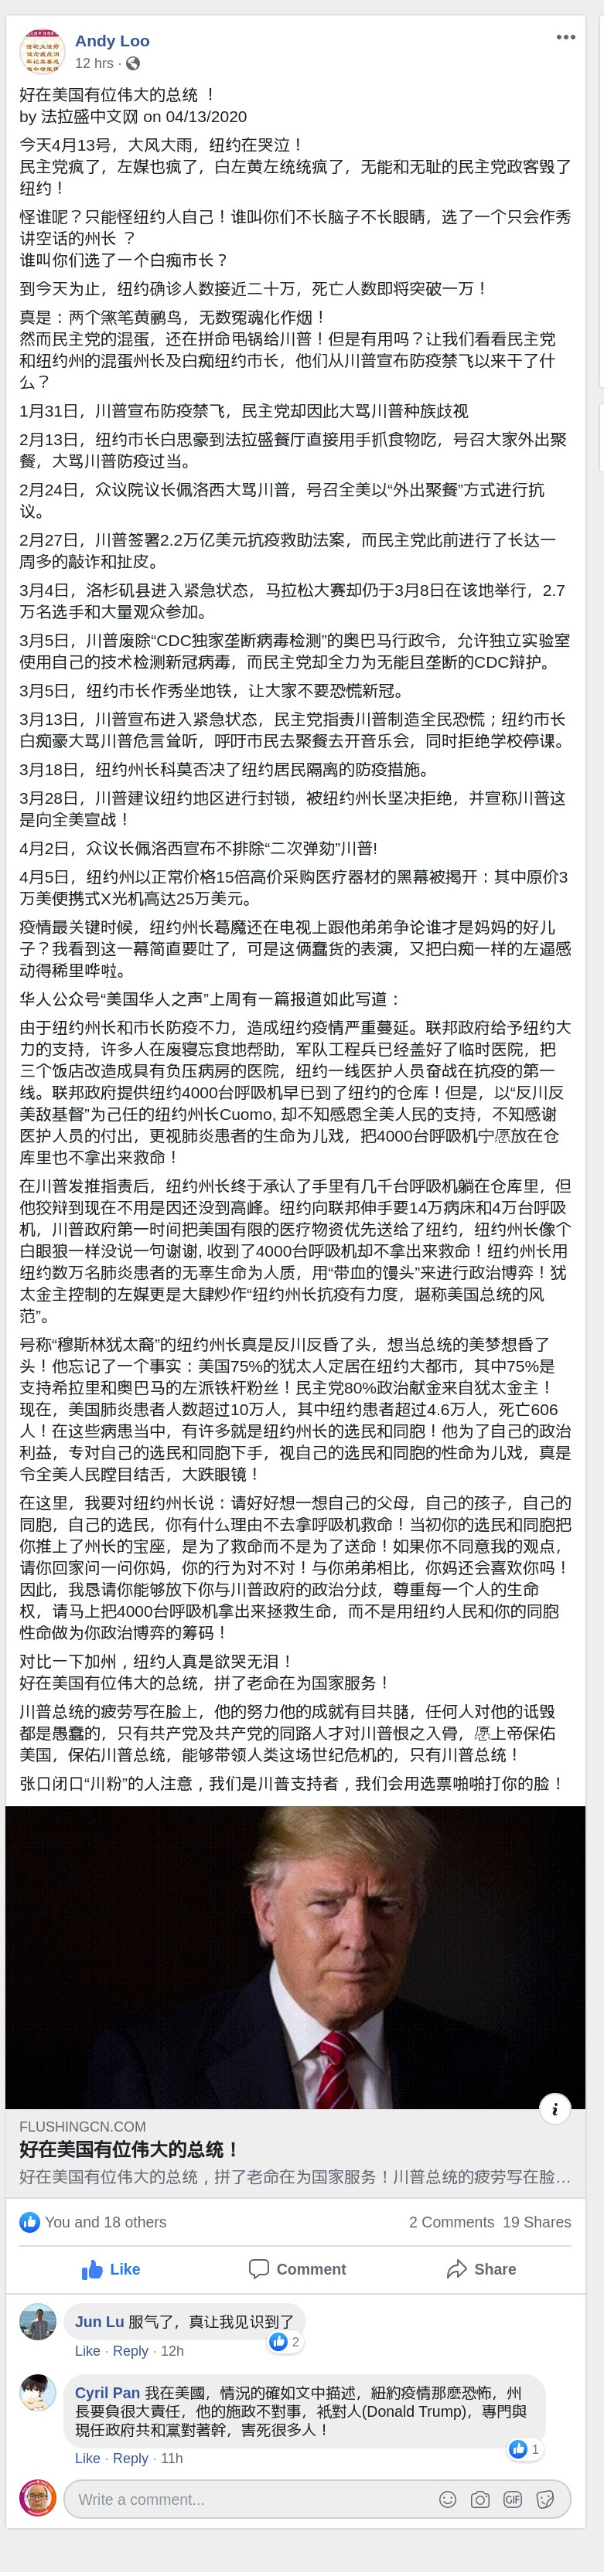 Andy Loo
12 hrs ·
好在美国有位伟大的总统 ！
by 法拉盛中文网 on 04/13/2020
今天4月13号，大风大雨，纽约在哭泣！
民主党疯了，左媒也疯了，白左黄左统统疯了，无能和无耻的民主党政客毁了
纽约！
怪谁呢？只能怪纽约人自己！谁叫你们不长脑子不长眼睛，选了一个只会作秀
讲空话的州长 ？
谁叫你们选了一个白痴市长？
到今天为止，纽约确诊人数接近二十万，死亡人数即将突破一万！
真是：两个煞笔黄鹂鸟，无数冤魂化作烟！
然而民主党的混蛋，还在拼命甩锅给川普！但是有用吗？让我们看看民主党
和纽约州的混蛋州长及白痴纽约市长，他们从川普宣布防疫禁飞以来干了什
么？
1月31日，川普宣布防疫禁飞，民主党却因此大骂川普种族歧视
2月13日，纽约市长白思豪到法拉盛餐厅直接用手抓食物吃，号召大家外出聚
餐，大骂川普防疫过当。
2月24日，众议院议长佩洛西大骂川普，号召全美以“外出聚餐”方式进行抗
议。
2月27日，川普签署2.2万亿美元抗疫救助法案，而民主党此前进行了长达一
周多的敲诈和扯皮。
3月4日，洛杉矶县进入紧急状态，马拉松大赛却仍于3月8日在该地举行，2.7
万名选手和大量观众参加。
3月5日，川普废除“CDC独家垄断病毒检测”的奥巴马行政令，允许独立实验室
使用自己的技术检测新冠病毒，而民主党却全力为无能且垄断的CDC辩护。
3月5日，纽约市长作秀坐地铁，让大家不要恐慌新冠。
3月13日，川普宣布进入紧急状态，民主党指责川普制造全民恐慌；纽约市长
白痴豪大骂川普危言耸听，呼吁市民去聚餐去开音乐会，同时拒绝学校停课。
3月18日，纽约州长科莫否决了纽约居民隔离的防疫措施。
3月28日，川普建议纽约地区进行封锁，被纽约州长坚决拒绝，并宣称川普这
是向全美宣战！
4月2日，众议长佩洛西宣布不排除“二次弹劾”川普!
4月5日，纽约州以正常价格15倍高价采购医疗器材的黑幕被揭开：其中原价3
万美便携式X光机高达25万美元。
疫情最关键时候，纽约州长葛魔还在电视上跟他弟弟争论谁才是妈妈的好儿
子？我看到这一幕简直要吐了，可是这俩蠢货的表演，又把白痴一样的左逼感
动得稀里哗啦。
华人公众号“美国华人之声”上周有一篇报道如此写道：
由于纽约州长和市长防疫不力，造成纽约疫情严重蔓延。联邦政府给予纽约大
力的支持，许多人在废寝忘食地帮助，军队工程兵已经盖好了临时医院，把
三个饭店改造成具有负压病房的医院，纽约一线医护人员奋战在抗疫的第一
线。联邦政府提供纽约4000台呼吸机早已到了纽约的仓库！但是，以“反川反
美敌基督”为己任的纽约州长Cuomo, 却不知感恩全美人民的支持，不知感谢
医护人员的付出，更视肺炎患者的生命为儿戏，把4000台呼吸机宁愿放在仓
库里也不拿出来救命！
在川普发推指责后，纽约州长终于承认了手里有几千台呼吸机躺在仓库里，但
他狡辩到现在不用是因还没到高峰。纽约向联邦伸手要14万病床和4万台呼吸
机，川普政府第一时间把美国有限的医疗物资优先送给了纽约，纽约州长像个
白眼狼一样没说一句谢谢, 收到了4000台呼吸机却不拿出来救命！纽约州长用
纽约数万名肺炎患者的无辜生命为人质，用“带血的馒头”来进行政治博弈！犹
太金主控制的左媒更是大肆炒作“纽约州长抗疫有力度，堪称美国总统的风
范”。
号称“穆斯林犹太裔”的纽约州长真是反川反昏了头，想当总统的美梦想昏了
头！他忘记了一个事实：美国75%的犹太人定居在纽约大都市，其中75%是
支持希拉里和奥巴马的左派铁杆粉丝！民主党80%政治献金来自犹太金主！
现在，美国肺炎患者人数超过10万人，其中纽约患者超过4.6万人，死亡606
人！在这些病患当中，有许多就是纽约州长的选民和同胞！他为了自己的政治
利益，专对自己的选民和同胞下手，视自己的选民和同胞的性命为儿戏，真是
令全美人民瞠目结舌，大跌眼镜！
在这里，我要对纽约州长说：请好好想一想自己的父母，自己的孩子，自己的
同胞，自己的选民，你有什么理由不去拿呼吸机救命！当初你的选民和同胞把
你推上了州长的宝座，是为了救命而不是为了送命！如果你不同意我的观点，
请你回家问一问你妈，你的行为对不对！与你弟弟相比，你妈还会喜欢你吗！
因此，我恳请你能够放下你与川普政府的政治分歧，尊重每一个人的生命
权，请马上把4000台呼吸机拿出来拯救生命，而不是用纽约人民和你的同胞
性命做为你政治博弈的筹码！
对比一下加州，纽约人真是欲哭无泪！
好在美国有位伟大的总统，拼了老命在为国家服务！
川普总统的疲劳写在脸上，他的努力他的成就有目共睹，任何人对他的诋毁
都是愚蠢的，只有共产党及共产党的同路人才对川普恨之入骨，愿上帝保佑
美国，保佑川普总统，能够带领人类这场世纪危机的，只有川普总统！
张口闭口“川粉”的人注意，我们是川普支持者，我们会用选票啪啪打你的脸！
FLUSHINGCN.COM
好在美国有位伟大的总统！
好在美国有位伟大的总统，拼了老命在为国家服务！川普总统的疲劳写在脸…
You and 18 others 2 Comments 19 Shares
Like Comment Share
Jun Lu 服气了，真让我见识到了
2
Like · Reply · 12h
Cyril Pan 我在美國，情況的確如文中描述，紐約疫情那麽恐怖，州
長要負很大責任，他的施政不對事，衹對人(Donald Trump)，專門與
現任政府共和黨對著幹，害死很多人！
1
Like · Reply · 11h
Write a comment...
GIF